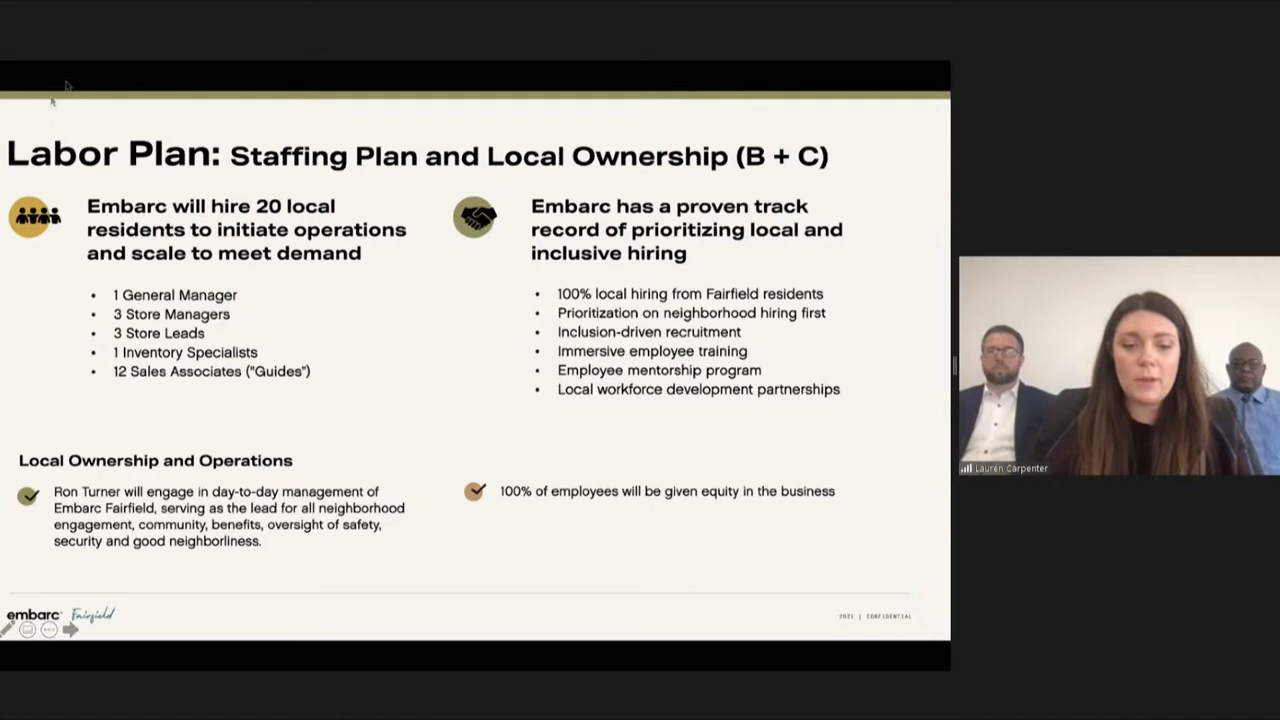 Labor Plan: Staffing Plan and Local Ownership (B + C)
Embarc will hire 20 local
residents to initiate operations
and scale to meet demand
• 1 General Manager
• 3 Store Managers
• 3 Store Leads
• 1 Inventory Specialists
• 12 Sales Associates ("Guides")
Embarc has a proven track
record of prioritizing local and
inclusive hiring
• 100% local hiring from Fairfield residents
• Prioritization on neighborhood hiring first
• Inclusion-driven recruitment
• Immersive employee training
• Employee mentorship program
• Local workforce development partnerships
Local Ownership and Operations
Ron Turner will engage in day-to-day management of
Embarc Fairfield, serving as the lead for all neighborhood
engagement, community, benefits, oversight of safety,
security and good neighborliness.
100% of employees will be given equity in the business
embarc Fairfield
2021 | CONFIDENTIAL
Lauren Carpenter